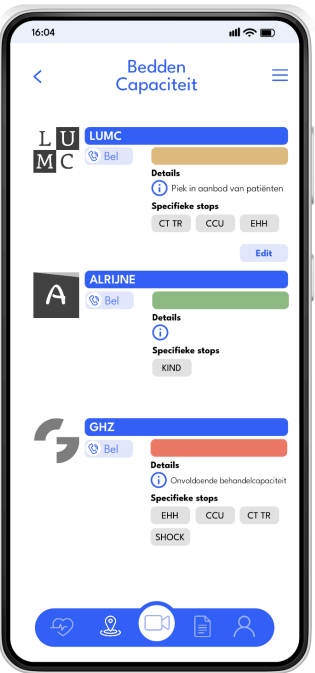 16:04
Bedden
Capaciteit
L U
M C
LUMC
Bel
Details
Piek in aanbod van patiënten
Specifieke stops
CT TR CCU EHH
Edit
A
ALRIJNE
Bel
Details
Specifieke stops
KIND
GHZ
Bel
Details
Onvoldoende behandelcapaciteit
Specifieke stops
EHH CCU CT TR
SHOCK